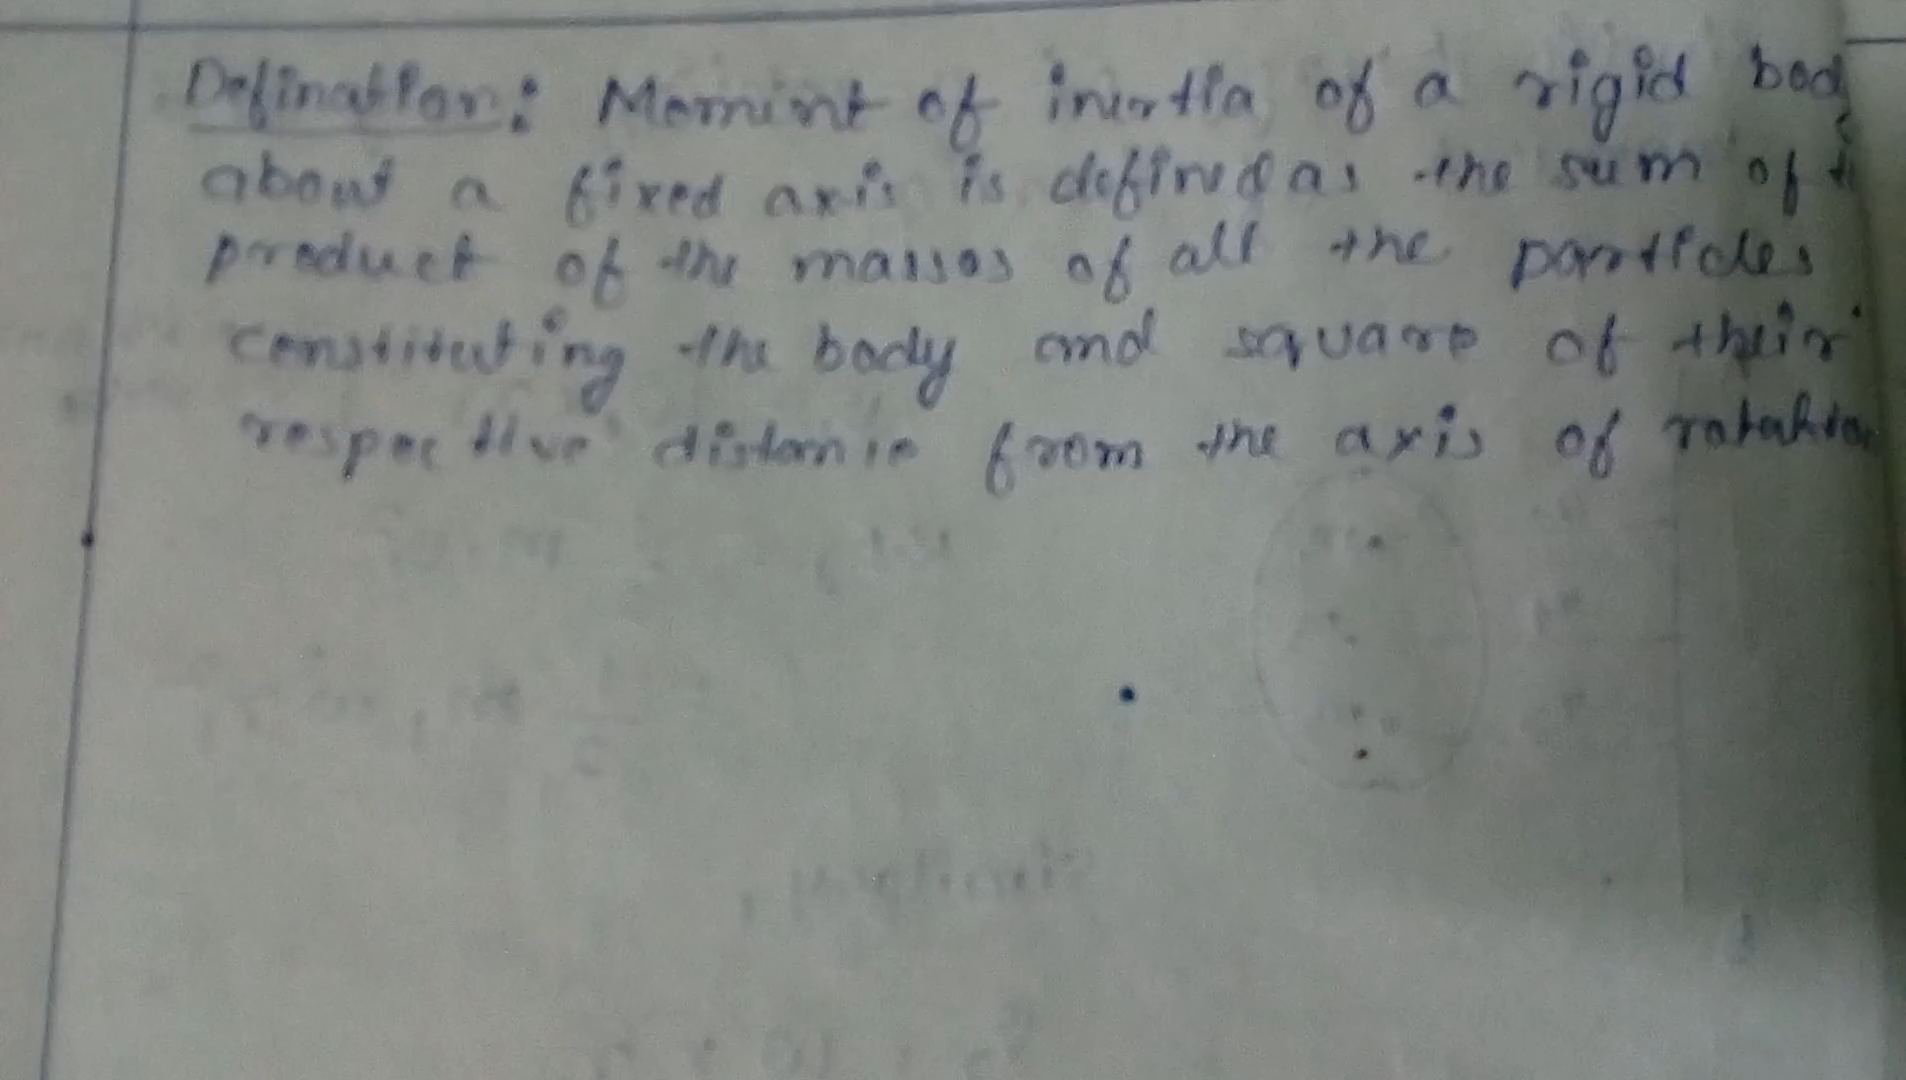 Defination: Moment of inertia of a rigid body
about a fixed axis is defined as the sum of
product of the masses of all the particles
constituting the body and square of their
respective distance from the axis of rotation